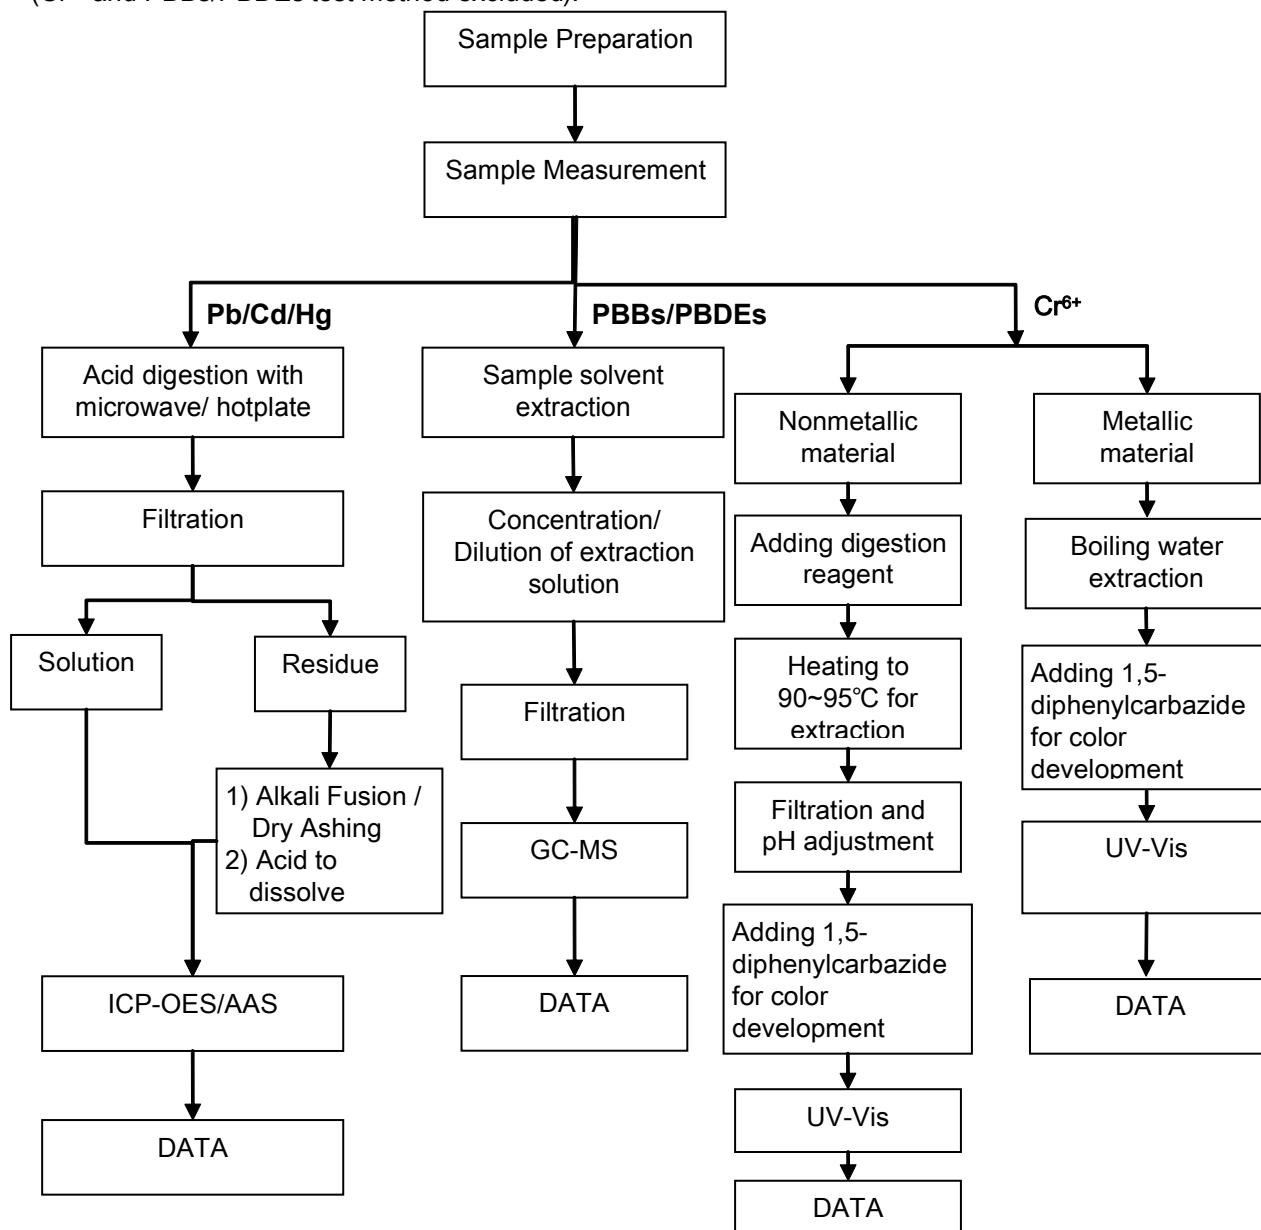 Sample Preparation
Sample Measurement
Pb/Cd/Hg
PBBs/PBDEs
Cr⁶⁺
Acid digestion with
microwave/ hotplate
Filtration
Solution
Residue
1) Alkali Fusion /
Dry Ashing
2) Acid to
dissolve
ICP-OES/AAS
DATA
Sample solvent
extraction
Concentration/
Dilution of extraction
solution
Filtration
GC-MS
DATA
Nonmetallic
material
Adding digestion
reagent
Heating to
90~95℃ for
extraction
Filtration and
pH adjustment
Adding 1,5-
diphenylcarbazide
for color
development
UV-Vis
DATA
Metallic
material
Boiling water
extraction
Adding 1,5-
diphenylcarbazide
for color
development
UV-Vis
DATA